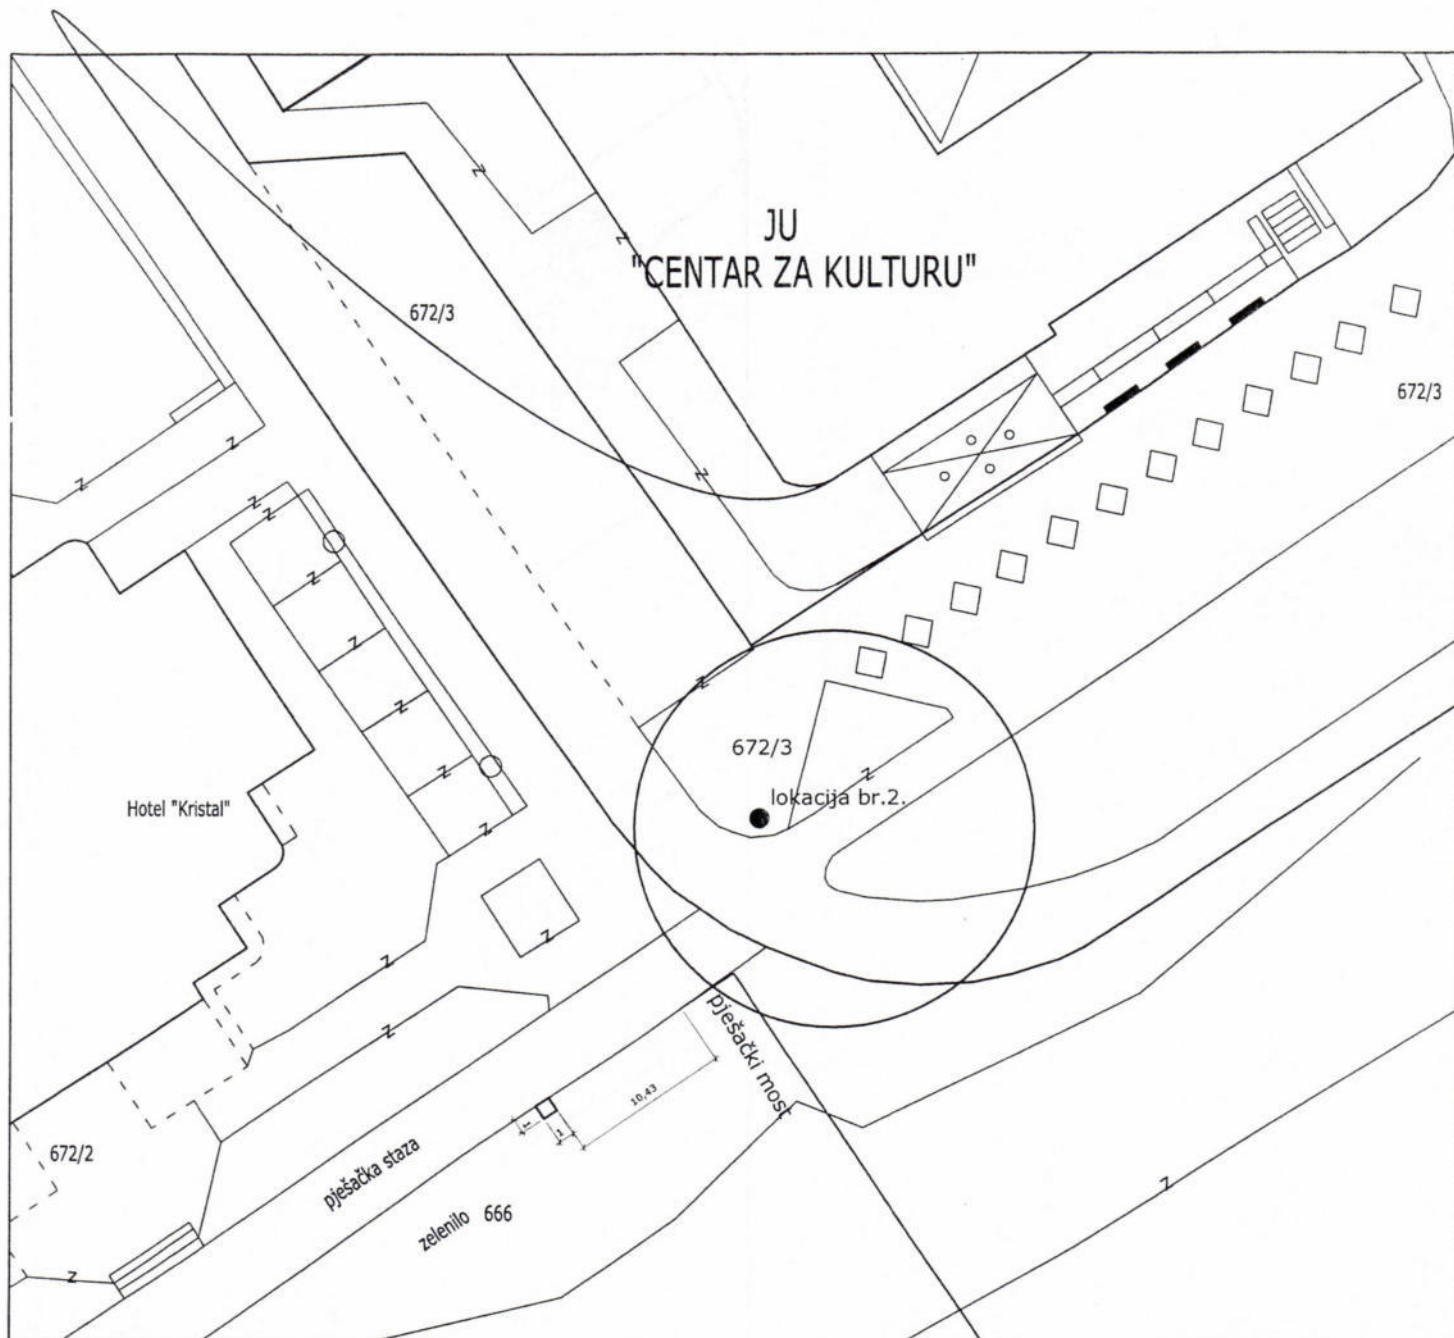 JU
"CENTAR ZA KULTURU"
672/3
672/3
672/3
lokacija br.2.
Hotel "Kristal"
pješački most
10,43
1
1
672/2
pješačka staza
zelenilo 666